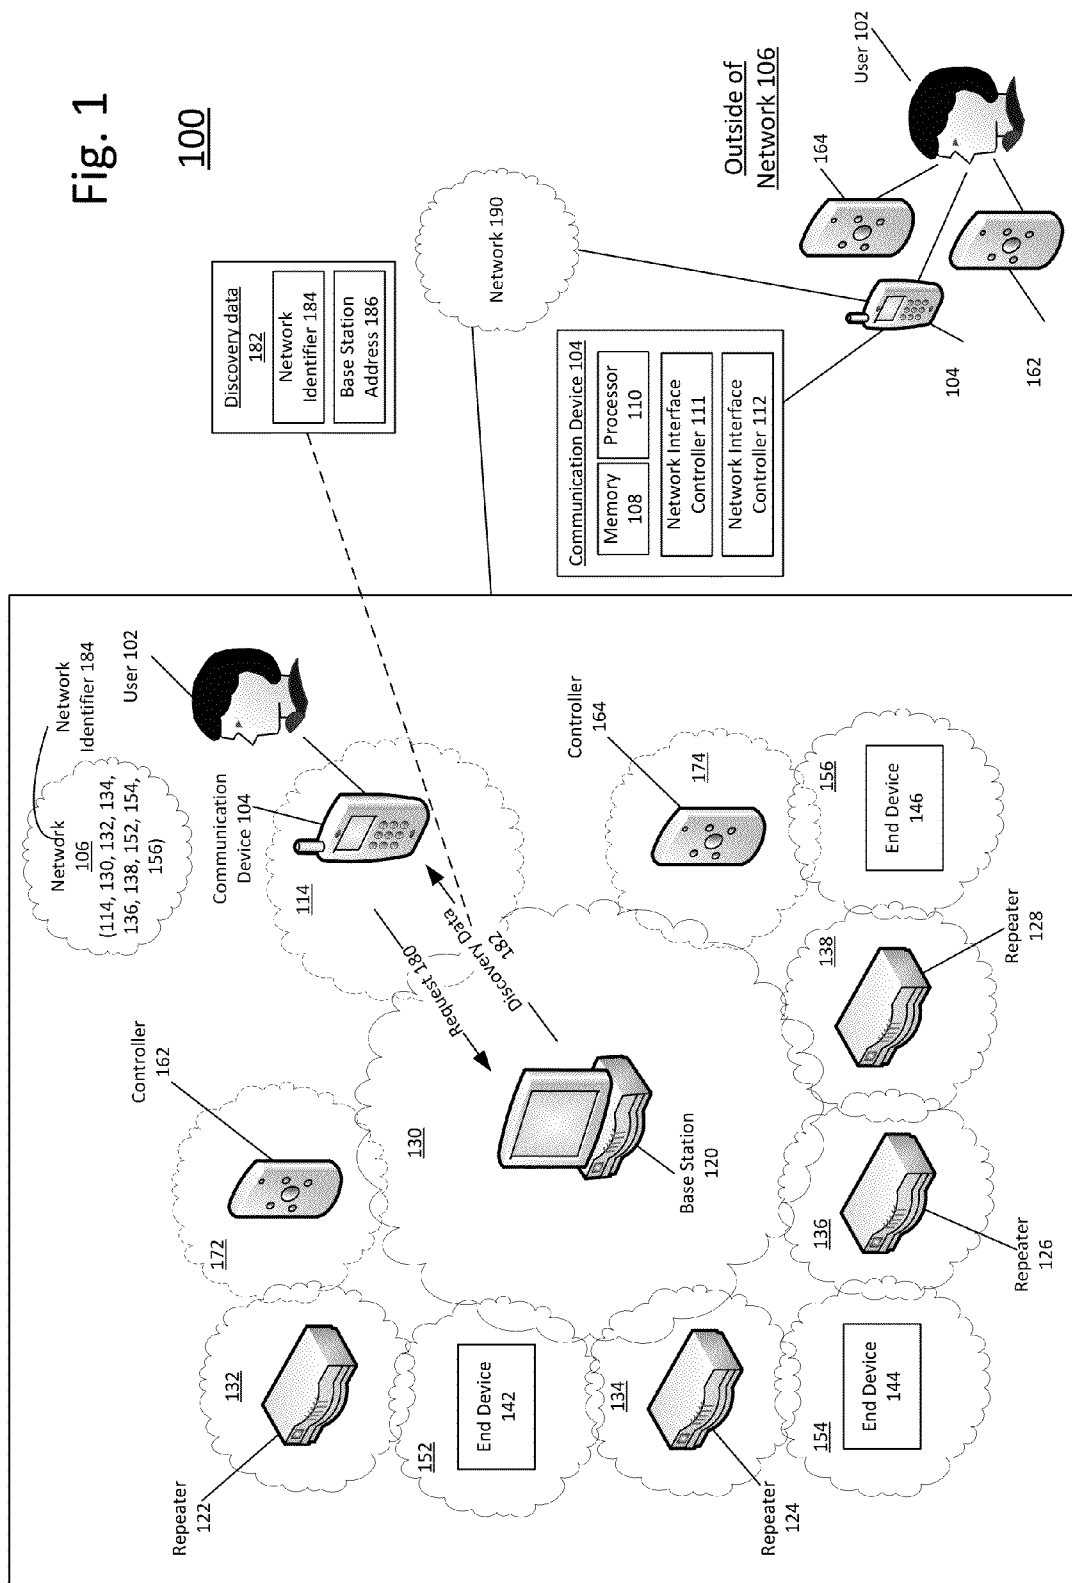 Fig. 1
100
Network
106
(114, 130, 132, 134,
136, 138, 152, 154,
156)
Network
Identifier 184
User 102
Communication
Device 104
114
Controller
162
172
Repeater
122
132
Request 180
Discovery Data
182
130
Base Station
120
152
End Device
142
134
Repeater
124
154
End Device
144
136
Repeater
126
138
Repeater
128
Controller
164
174
156
End Device
146
Discovery data
182
Network
Identifier 184
Base Station
Address 186
Network 190
Communication Device 104
Memory
108
Processor
110
Network Interface
Controller 111
Network Interface
Controller 112
Outside of
Network 106
164
User 102
104
162